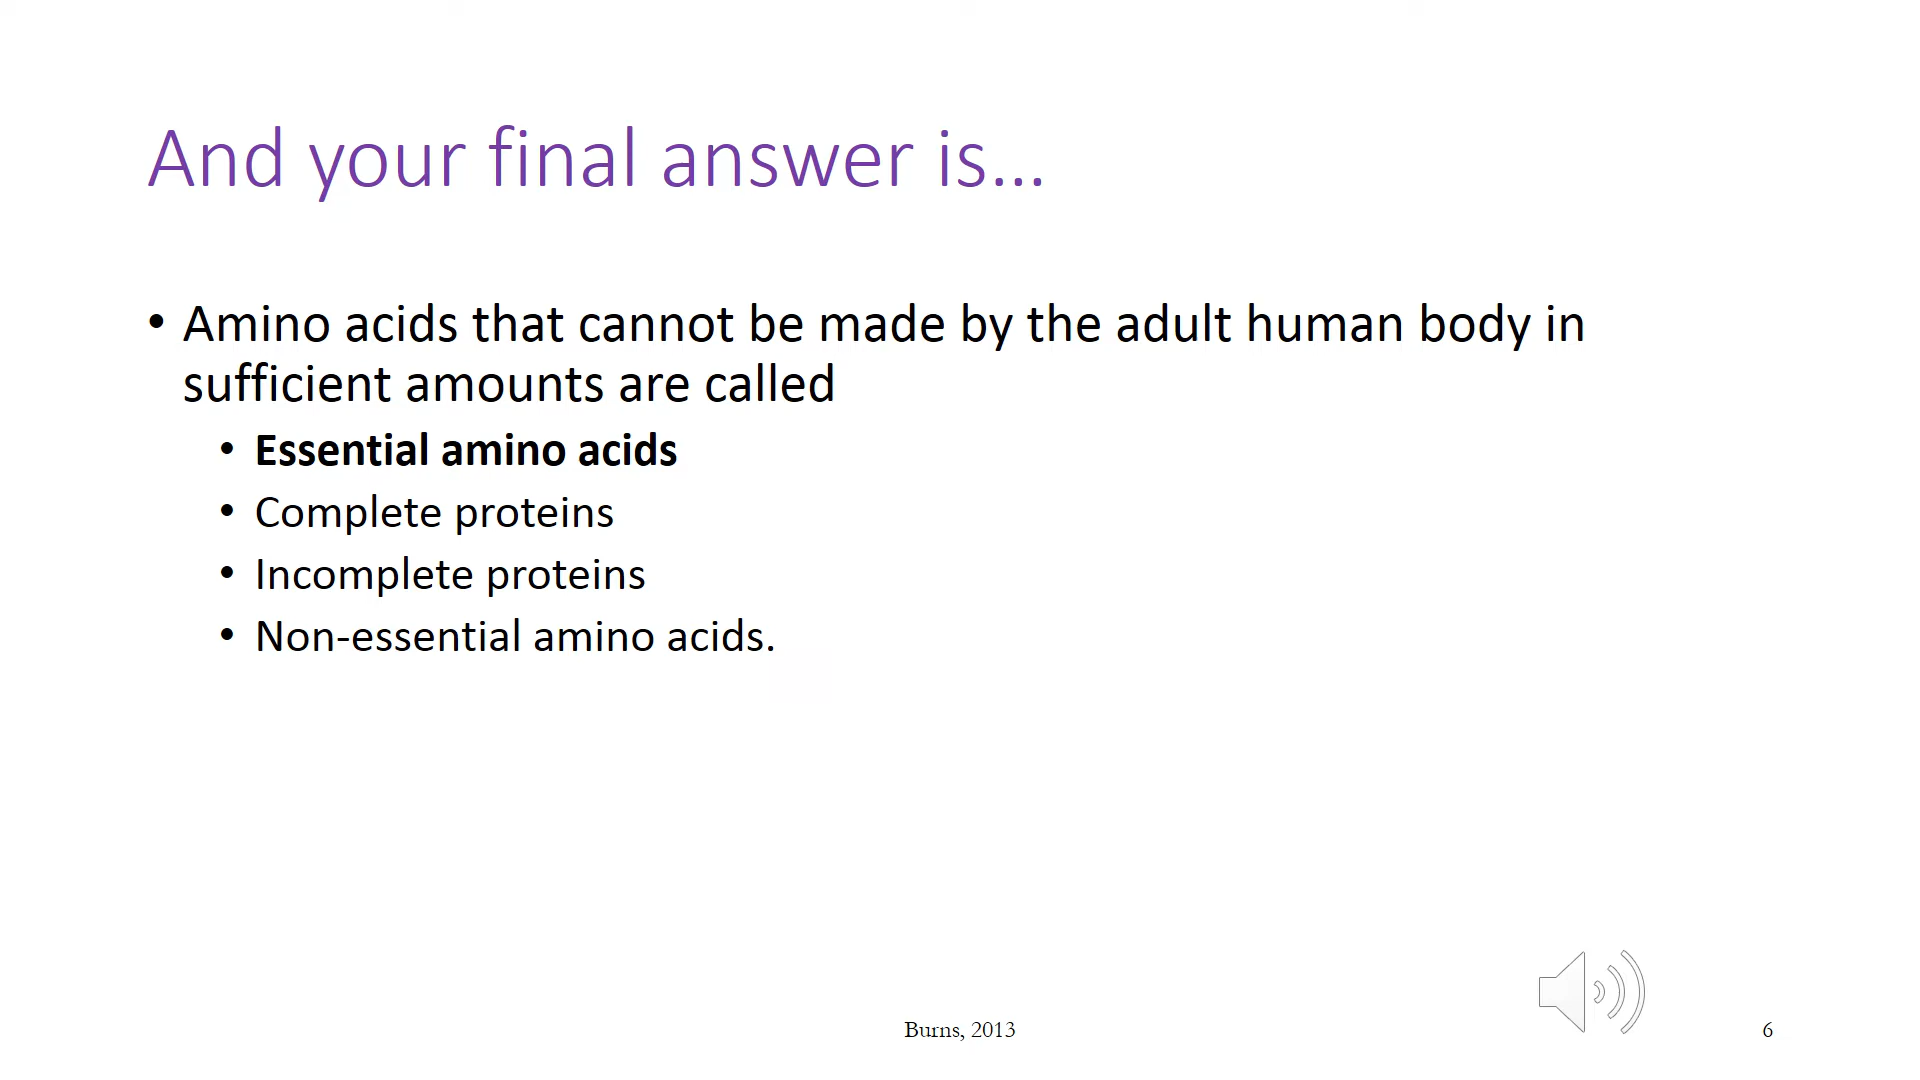 And your final answer is...
• Amino acids that cannot be made by the adult human body in
sufficient amounts are called
• Essential amino acids
• Complete proteins
• Incomplete proteins
• Non-essential amino acids.
Burns, 2013
6